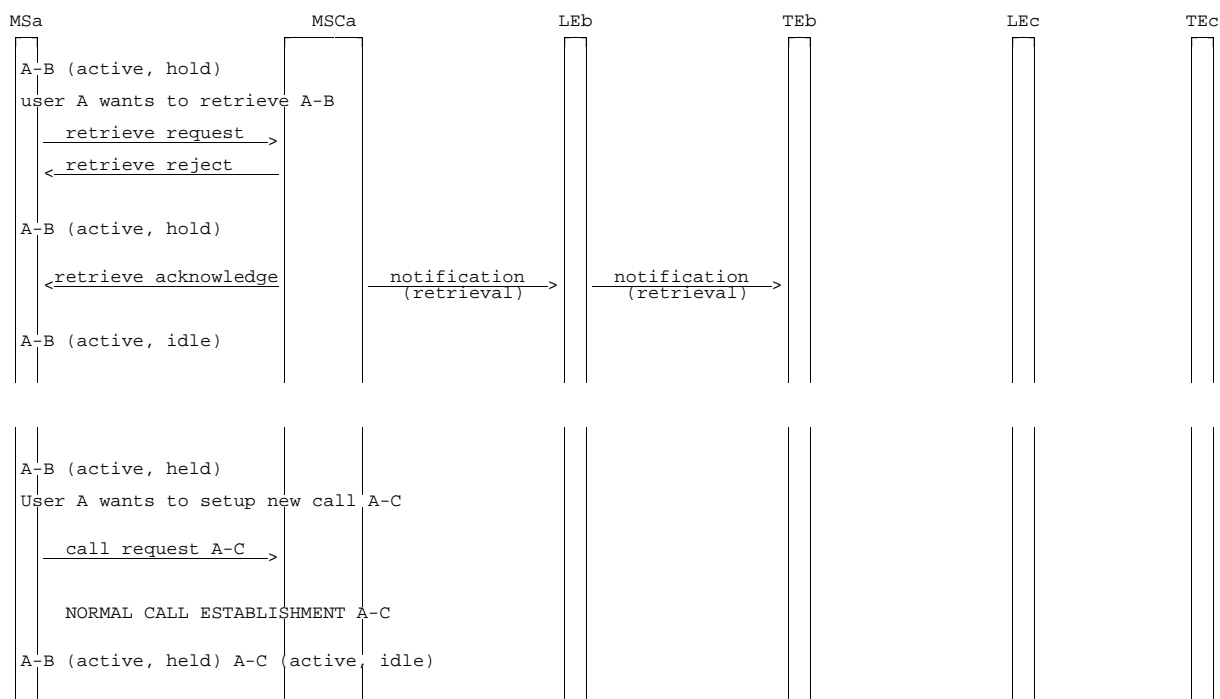 MSa MSCa LEb TEb LEc TEc
A-B (active, hold)
user A wants to retrieve A-B
retrieve request
retrieve reject
A-B (active, hold)
retrieve acknowledge notification notification
(retrieval) (retrieval)
A-B (active, idle)
A-B (active, held)
User A wants to setup new call A-C
call request A-C
NORMAL CALL ESTABLISHMENT A-C
A-B (active, held) A-C (active, idle)